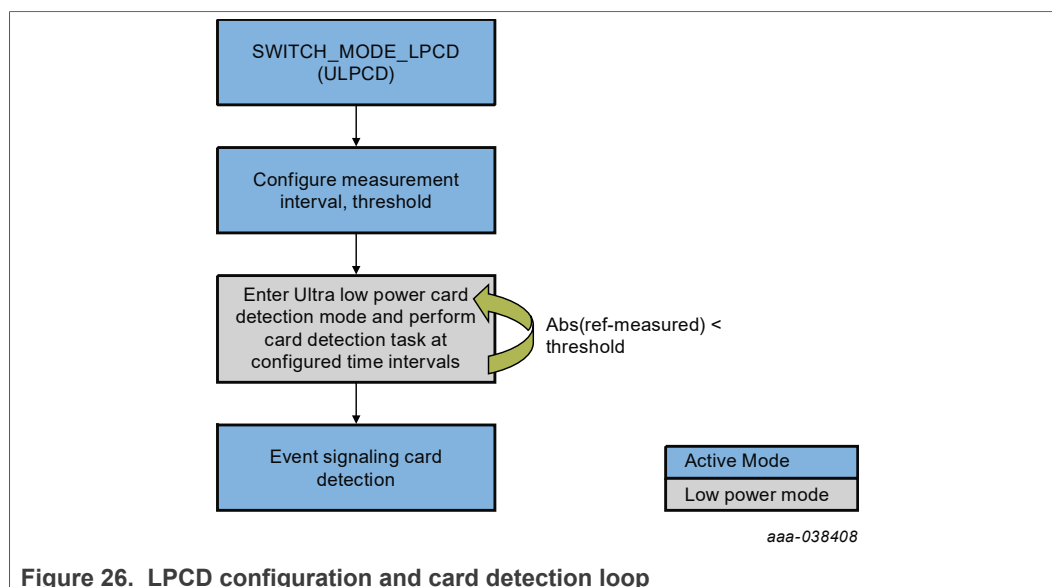 SWITCH_MODE_LPCD
(ULPCD)
Configure measurement
interval, threshold
Enter Ultra low power card
detection mode and perform
card detection task at
configured time intervals
Abs(ref-measured) <
threshold
Event signaling card
detection
Active Mode
Low power mode
aaa-038408
Figure 26. LPCD configuration and card detection loop